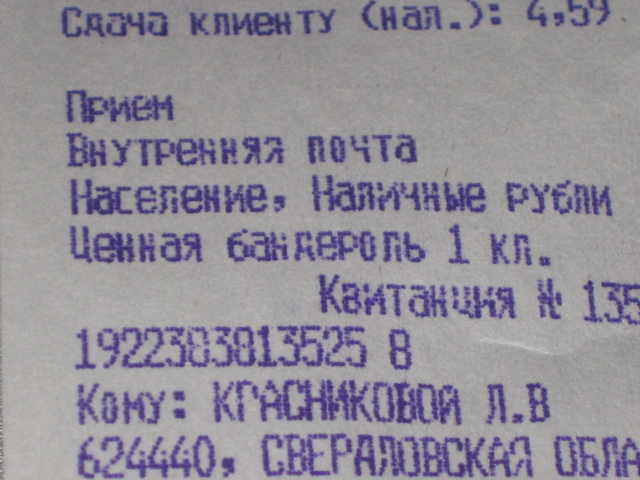 Сдача клиенту (нал.): 4,59
Прием
Внутренняя почта
Население, Наличные рубли
Ценная бандероль 1 кл.
Квитанция № 135
1922383813525 8
Кому: КРАСНИКОВОЙ Л.В
624440, СВЕРДЛОВСКАЯ ОБЛА